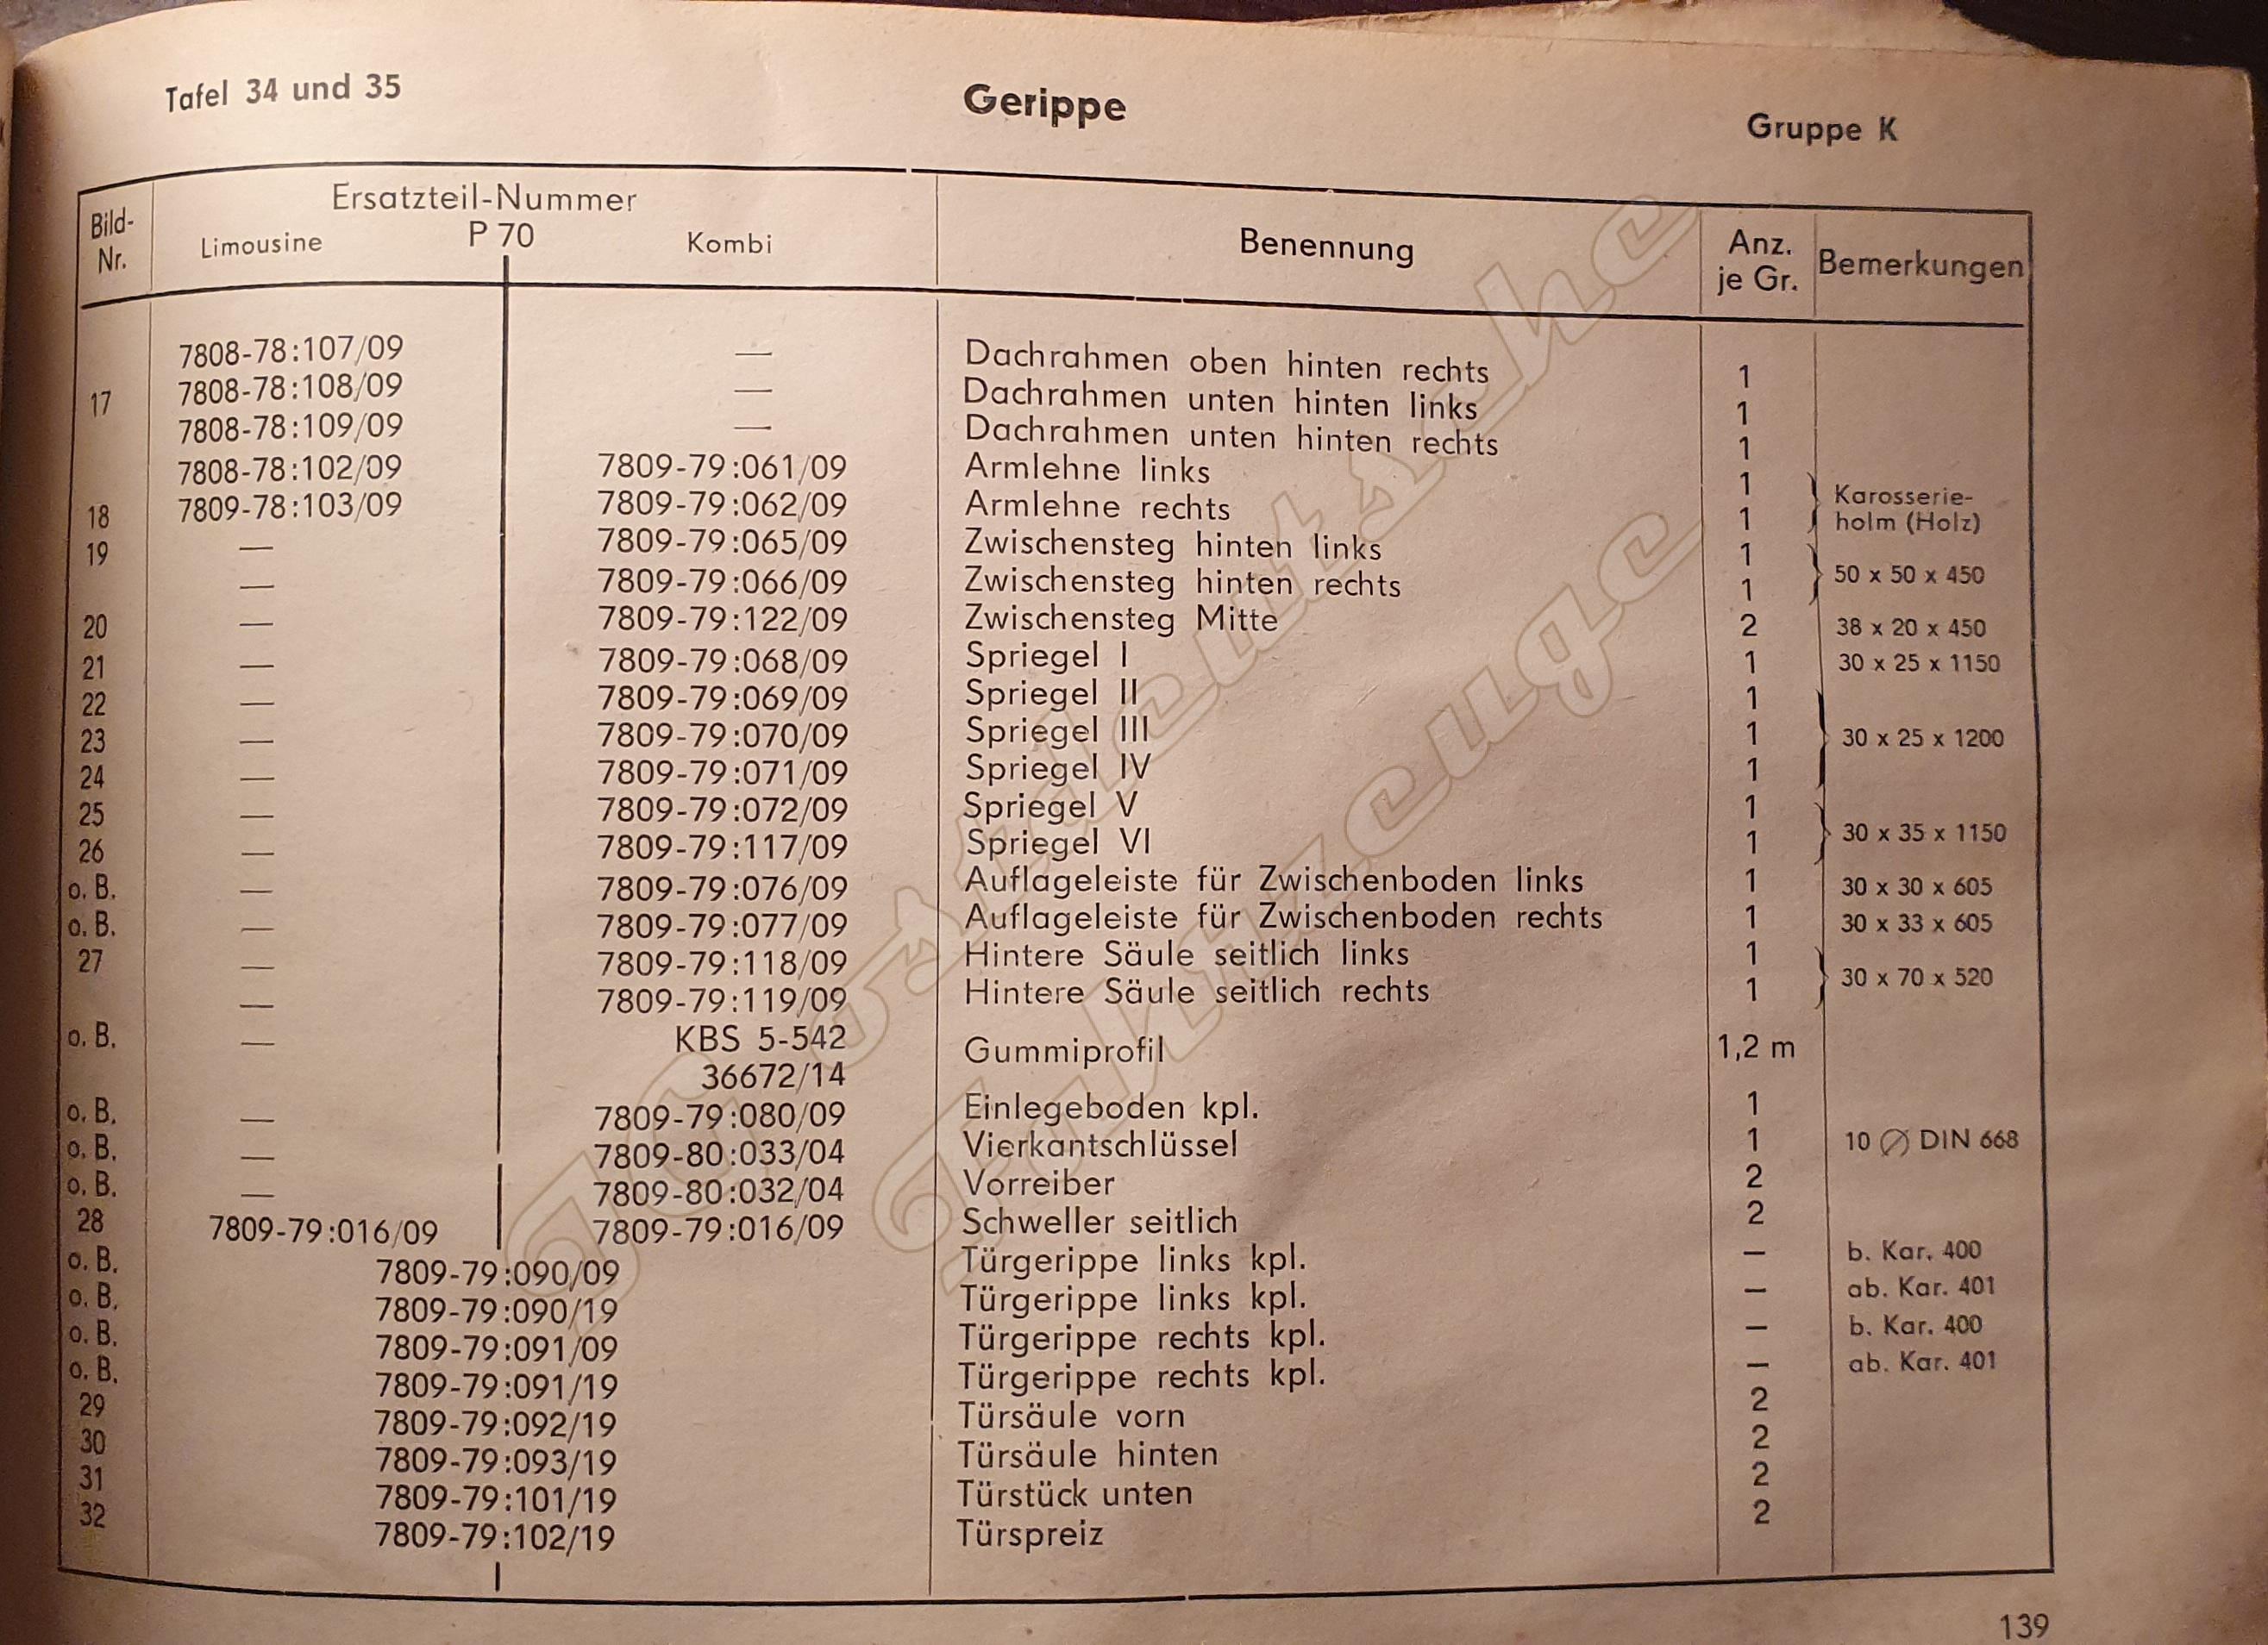 Tafel 34 und 35
Gerippe
Gruppe K
Bild-Nr.
Ersatzteil-Nummer
Limousine P 70 Kombi
Benennung
Anz. je Gr.
Bemerkungen
7808-78:107/09 — Dachrahmen oben hinten rechts 1
17 7808-78:108/09 — Dachrahmen unten hinten links 1
7808-78:109/09 — Dachrahmen unten hinten rechts 1
7808-78:102/09 7809-79:061/09 Armlehne links 1 Karosserie-
18 7809-78:103/09 7809-79:062/09 Armlehne rechts 1 holm (Holz)
19 — 7809-79:065/09 Zwischensteg hinten links 1
— 7809-79:066/09 Zwischensteg hinten rechts 1 50 x 50 x 450
20 — 7809-79:122/09 Zwischensteg Mitte 2 38 x 20 x 450
21 — 7809-79:068/09 Spriegel I 1 30 x 25 x 1150
22 — 7809-79:069/09 Spriegel II 1
23 — 7809-79:070/09 Spriegel III 1 30 x 25 x 1200
24 — 7809-79:071/09 Spriegel IV 1
25 — 7809-79:072/09 Spriegel V 1
26 — 7809-79:117/09 Spriegel VI 1 30 x 35 x 1150
o. B. — 7809-79:076/09 Auflageleiste für Zwischenboden links 1 30 x 30 x 605
o. B. — 7809-79:077/09 Auflageleiste für Zwischenboden rechts 1 30 x 33 x 605
27 — 7809-79:118/09 Hintere Säule seitlich links 1
— 7809-79:119/09 Hintere Säule seitlich rechts 1 30 x 70 x 520
o. B. — KBS 5-542
36672/14 Gummiprofil 1,2 m
o. B. — 7809-79:080/09 Einlegeboden kpl. 1
o. B. — 7809-80:033/04 Vierkantschlüssel 1 10 ∅ DIN 668
o. B. — 7809-80:032/04 Vorreiber 2
28 7809-79:016/09 7809-79:016/09 Schweller seitlich 2
o. B. 7809-79:090/09 Türgerippe links kpl. — b. Kar. 400
o. B. 7809-79:090/19 Türgerippe links kpl. — ab. Kar. 401
o. B. 7809-79:091/09 Türgerippe rechts kpl. — b. Kar. 400
o. B. 7809-79:091/19 Türgerippe rechts kpl. — ab. Kar. 401
29 7809-79:092/19 Türsäule vorn 2
30 7809-79:093/19 Türsäule hinten 2
31 7809-79:101/19 Türstück unten 2
32 7809-79:102/19 Türspreiz 2
139